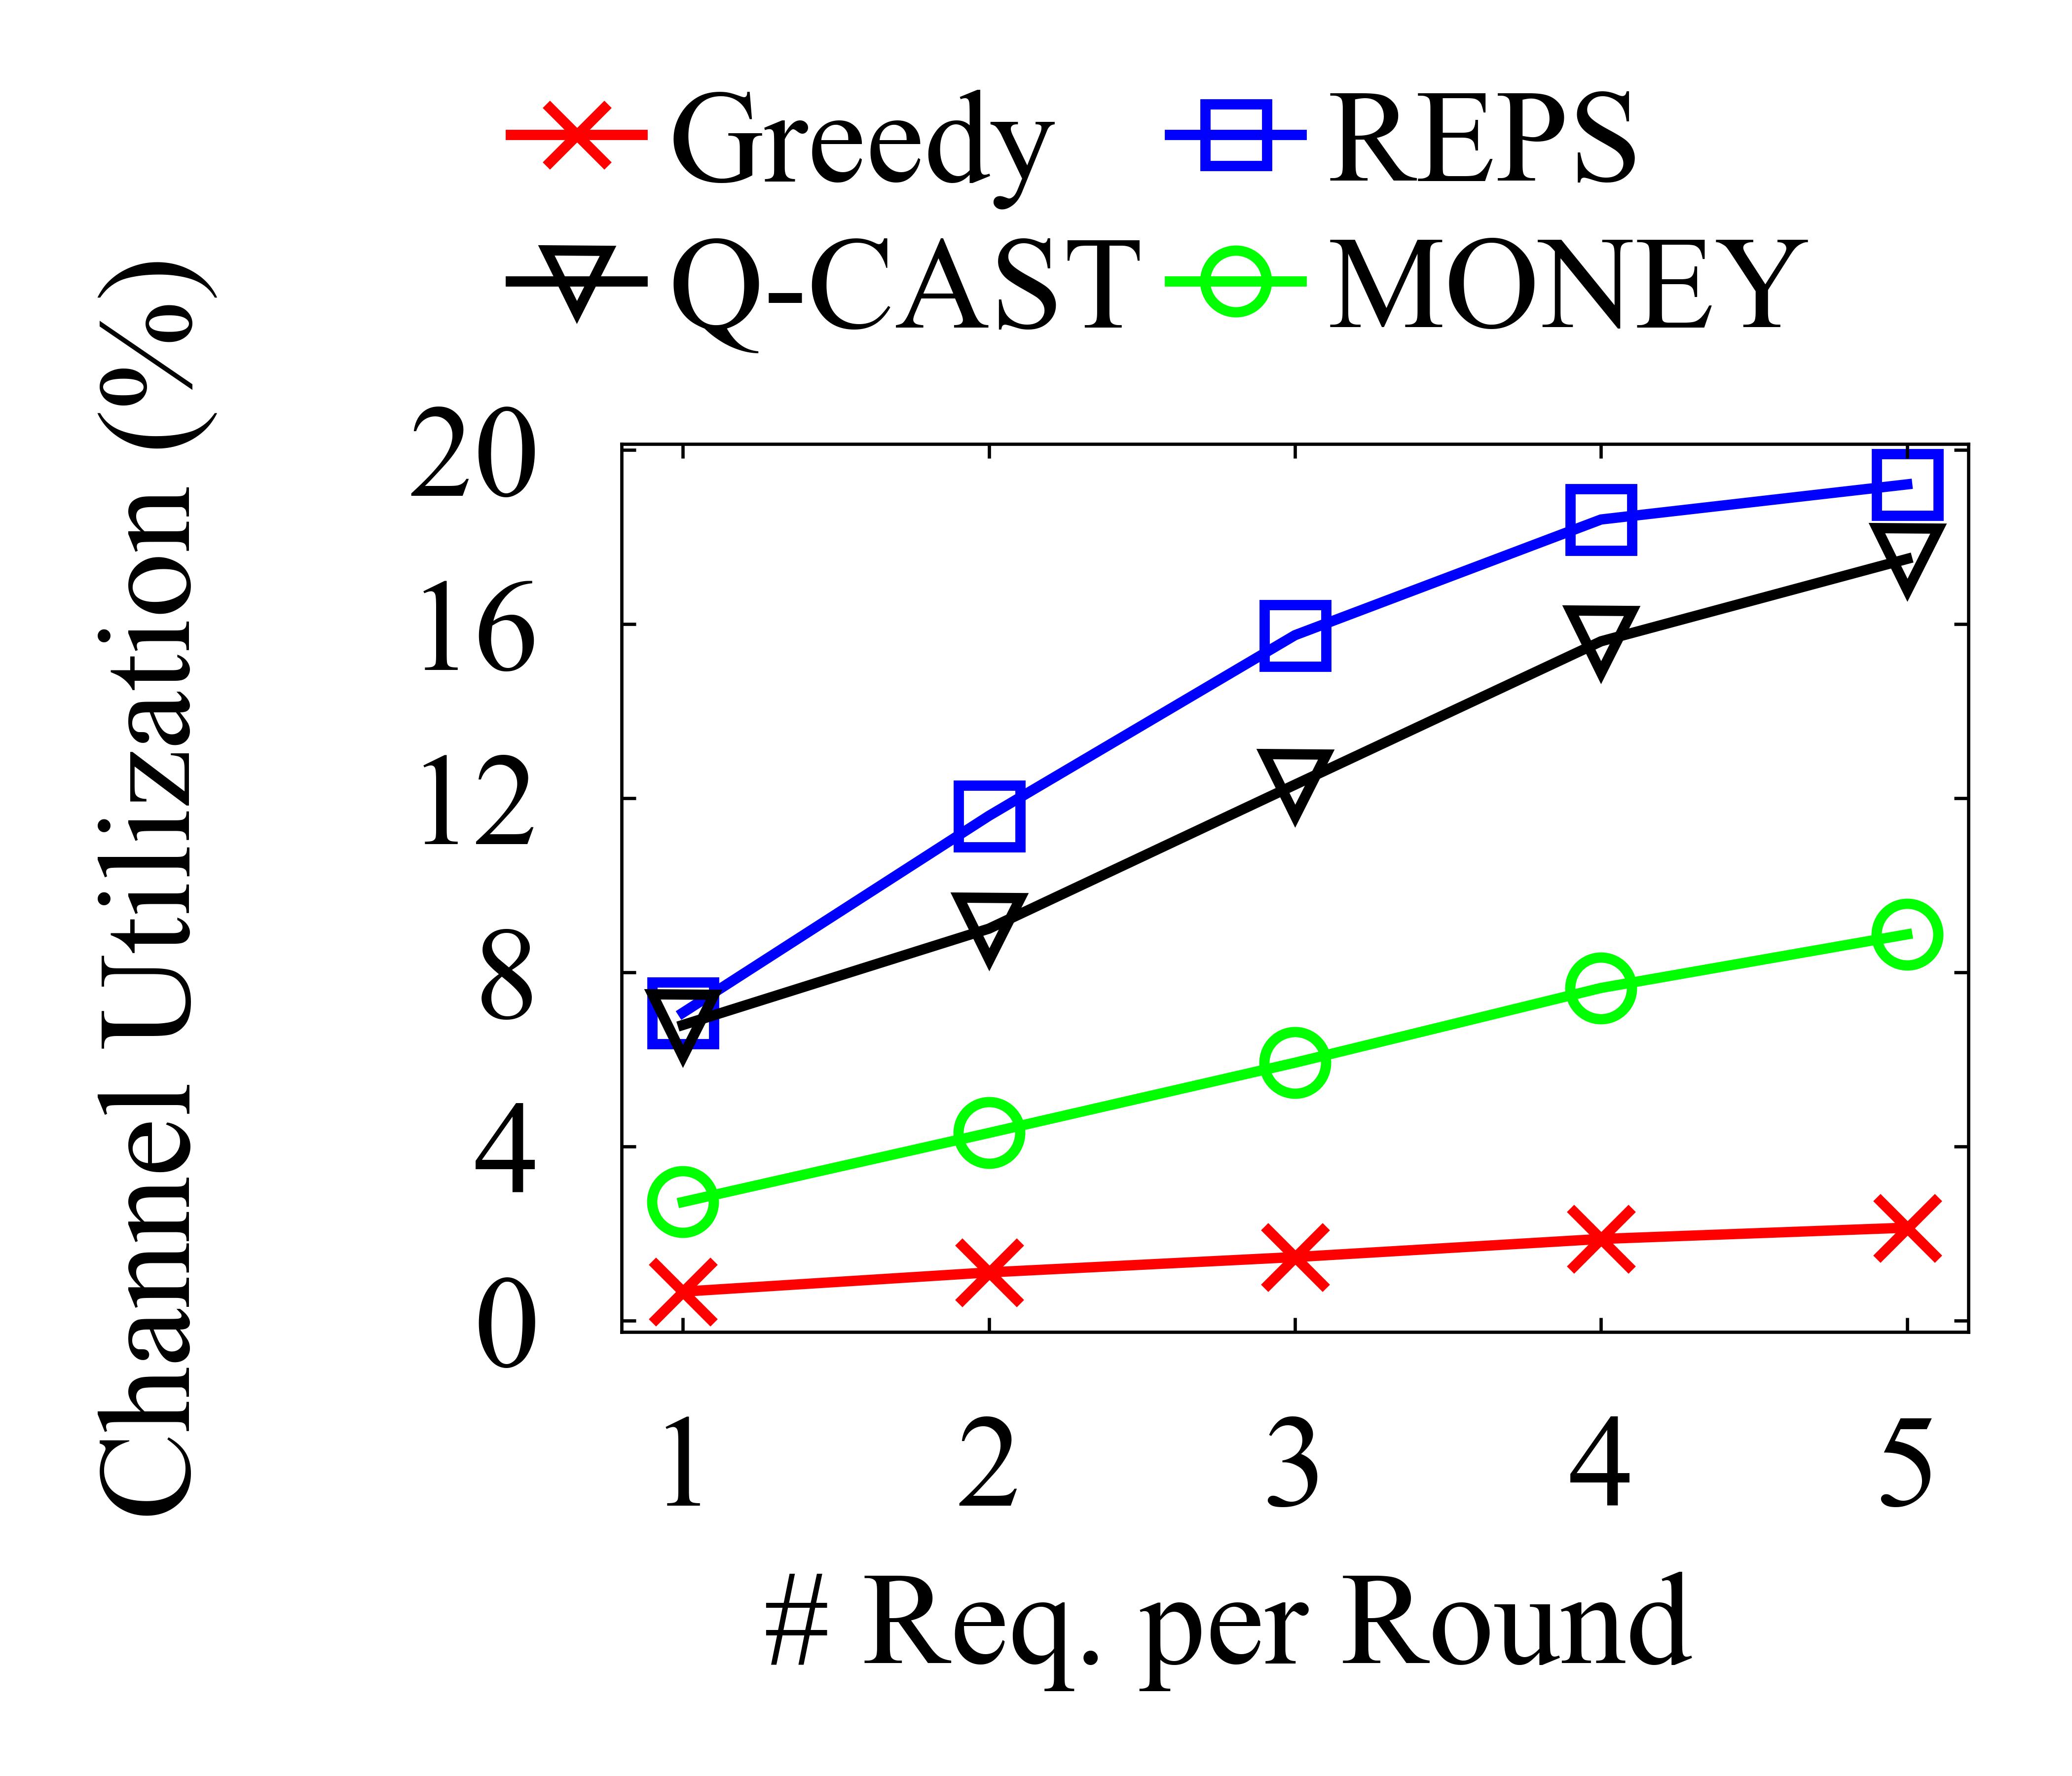 Greedy REPS
Q-CAST MONEY
Channel Utilization (%)
20
16
12
8
4
0
1 2 3 4 5
# Req. per Round